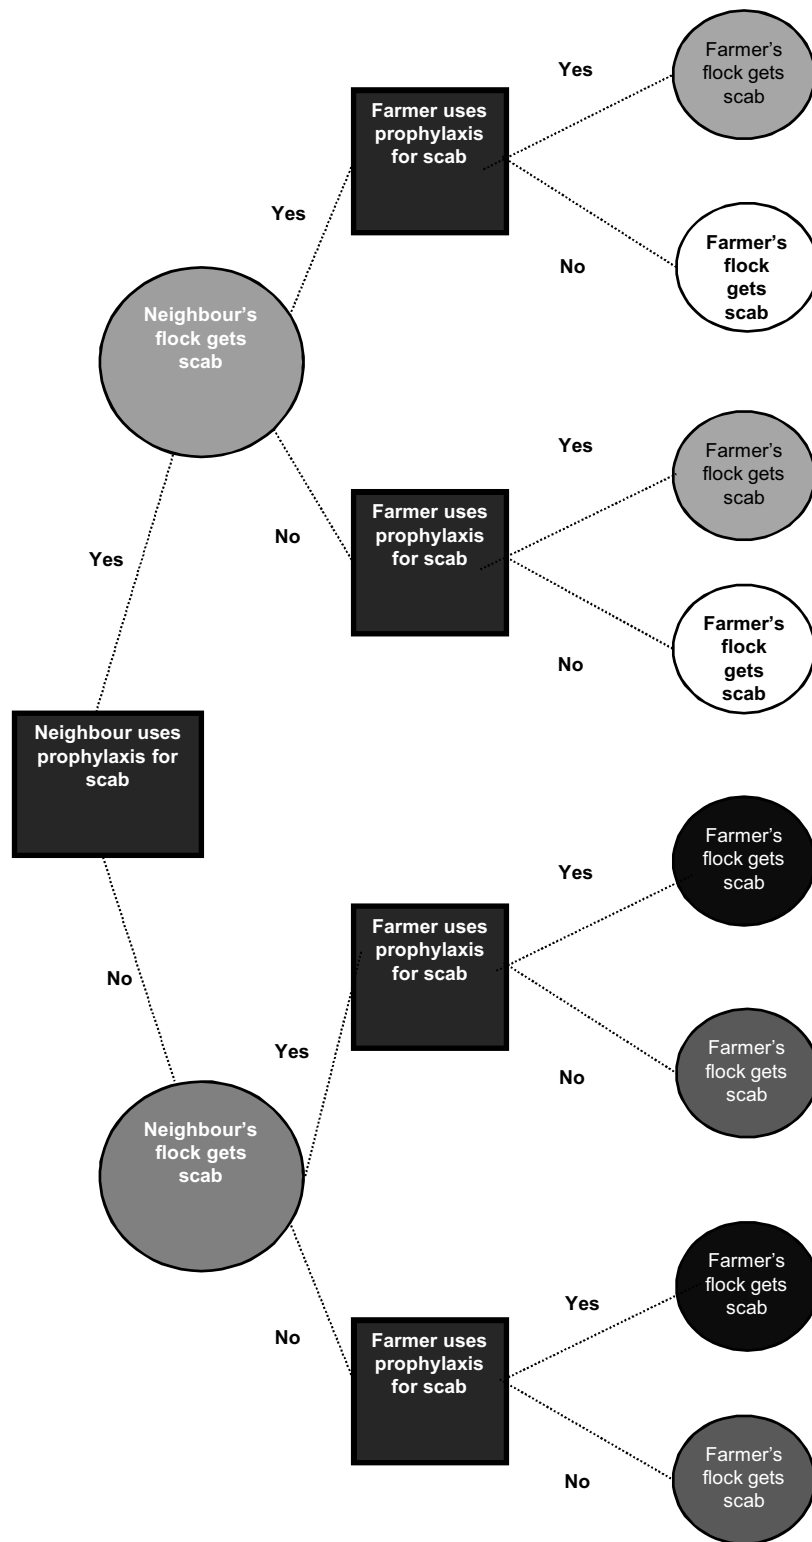 Farmer's
flock gets
scab
Yes
Farmer uses
prophylaxis
for scab
Yes
No
Farmer's
flock
gets
scab
Neighbour's
flock gets
scab
Yes
Farmer's
flock gets
scab
No
Farmer uses
prophylaxis
for scab
Yes
No
Farmer's
flock
gets
scab
Neighbour uses
prophylaxis for
scab
Farmer's
flock gets
scab
Yes
Farmer uses
prophylaxis
for scab
No
Yes
No
Farmer's
flock gets
scab
Neighbour's
flock gets
scab
Farmer's
flock gets
scab
Yes
No
Farmer uses
prophylaxis
for scab
No
Farmer's
flock gets
scab